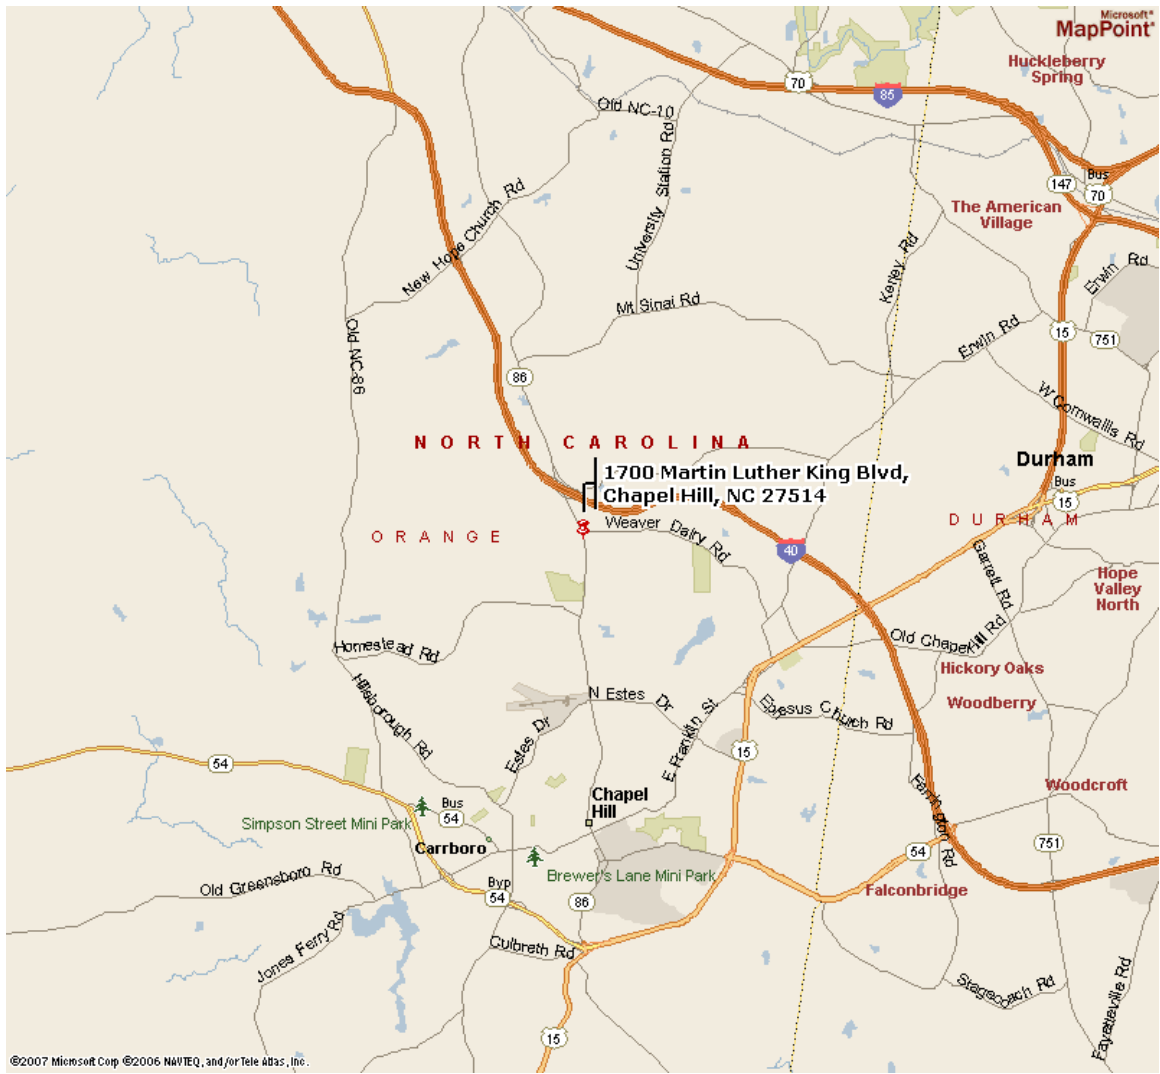 Microsoft®
MapPoint®
Huckleberry
Spring
70
85
Old NC-10
University Station Rd
147
Bus
70
The American
Village
New Hope Church Rd
Kerley Rd
Erwin Rd
Mt Sinai Rd
Old NC-86
Erwin Rd
15
751
86
W Cornwallis Rd
NORTH CAROLINA
Durham
1700 Martin Luther King Blvd,
Chapel Hill, NC 27514
Bus
15
Weaver Dairy Rd
ORANGE
DURHAM
40
Garrett Rd
Hope
Valley
North
Homestead Rd
Old Chapel Hill Rd
Hickory Oaks
Hillsborough Rd
N Estes Dr
Woodberry
Estes Dr
E Franklin St
Ephesus Church Rd
15
54
Farrington Rd
Woodcroft
Chapel
Hill
Bus
54
Simpson Street Mini Park
Carrboro
751
54
Old Greensboro Rd
Byp
54
Brewer's Lane Mini Park
Falconbridge
86
Jones Ferry Rd
Culbreth Rd
Stagecoach Rd
Fayetteville Rd
15
©2007 Microsoft Corp ©2006 NAVTEQ, and/or Tele Atlas, Inc.